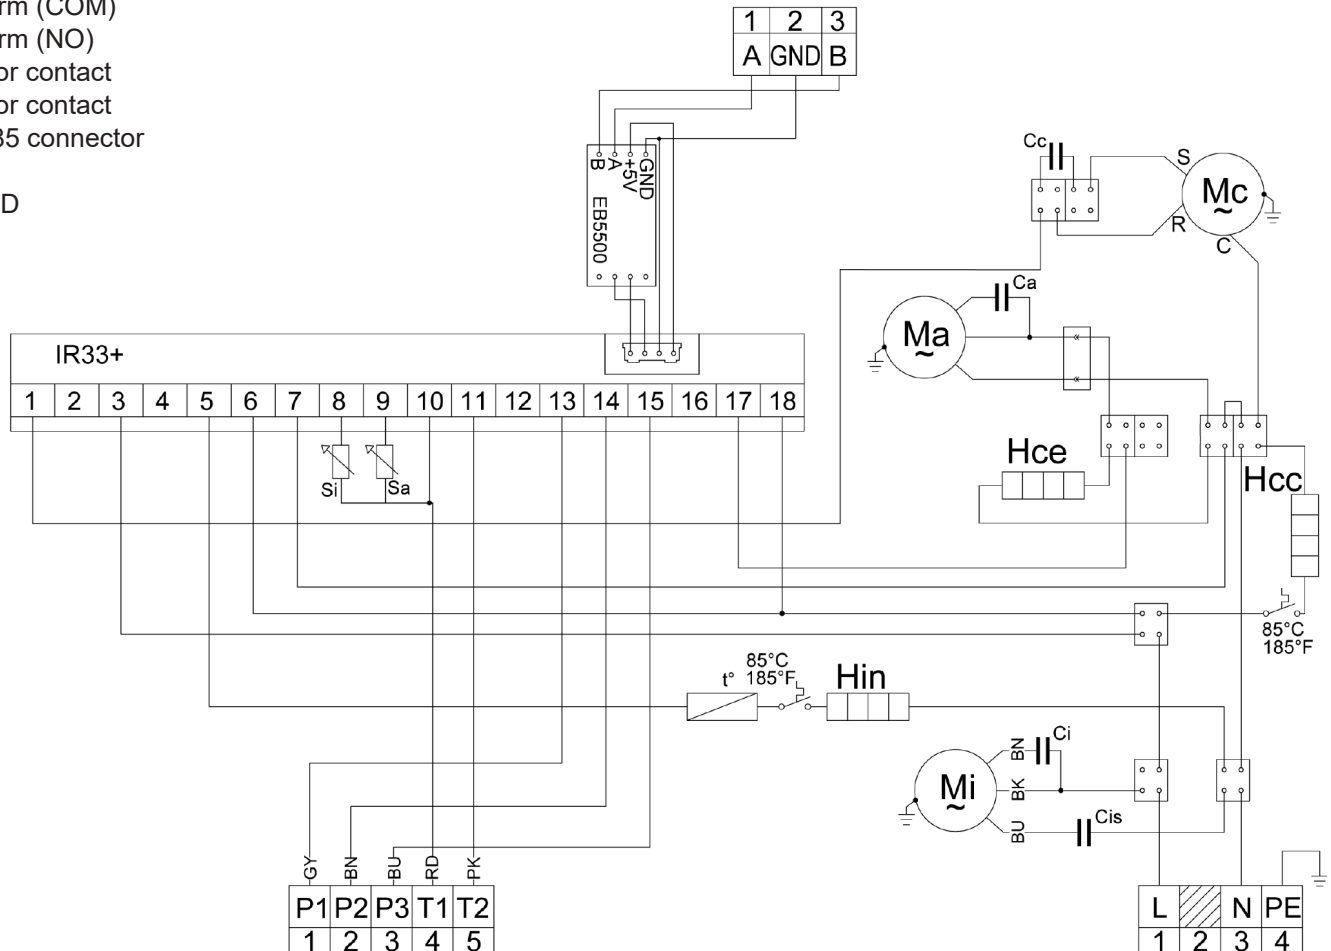 rm (COM)
rm (NO)
or contact
or contact
35 connector
D
1 2 3
A GND B
B A +5V GND
EB5500
Cc
S
Mc
~
R
C
Ca
Ma
~
IR33+
1 2 3 4 5 6 7 8 9 10 11 12 13 14 15 16 17 18
Si
Sa
Hce
Hcc
85°C
185°F
85°C
t° 185°F
Hin
BN
Ci
Mi
~
BK
BU
Cis
GY BN BU RD PK
P1 P2 P3 T1 T2
1 2 3 4 5
L N PE
1 2 3 4